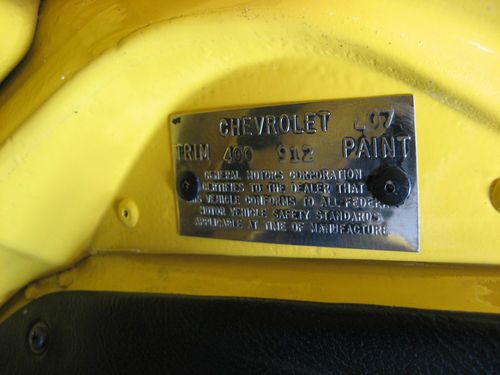 CHEVROLET
TRIM 400 912 PAINT
GENERAL MOTORS CORPORATION
CERTIFIES TO THE DEALER THAT
VEHICLE CONFORMS TO ALL
MOTOR VEHICLE SAFETY STANDARDS
APPLICABLE AT TIME OF MANUFACTURE